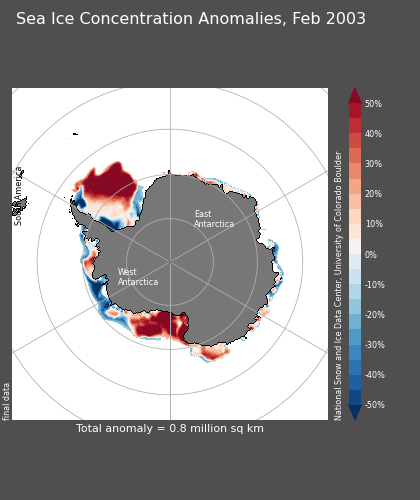 Sea Ice Concentration Anomalies, Feb 2003
South America
East
Antarctica
West
Antarctica
50%
40%
30%
20%
10%
0%
-10%
-20%
-30%
-40%
-50%
National Snow and Ice Data Center, University of Colorado Boulder
final data
Total anomaly = 0.8 million sq km